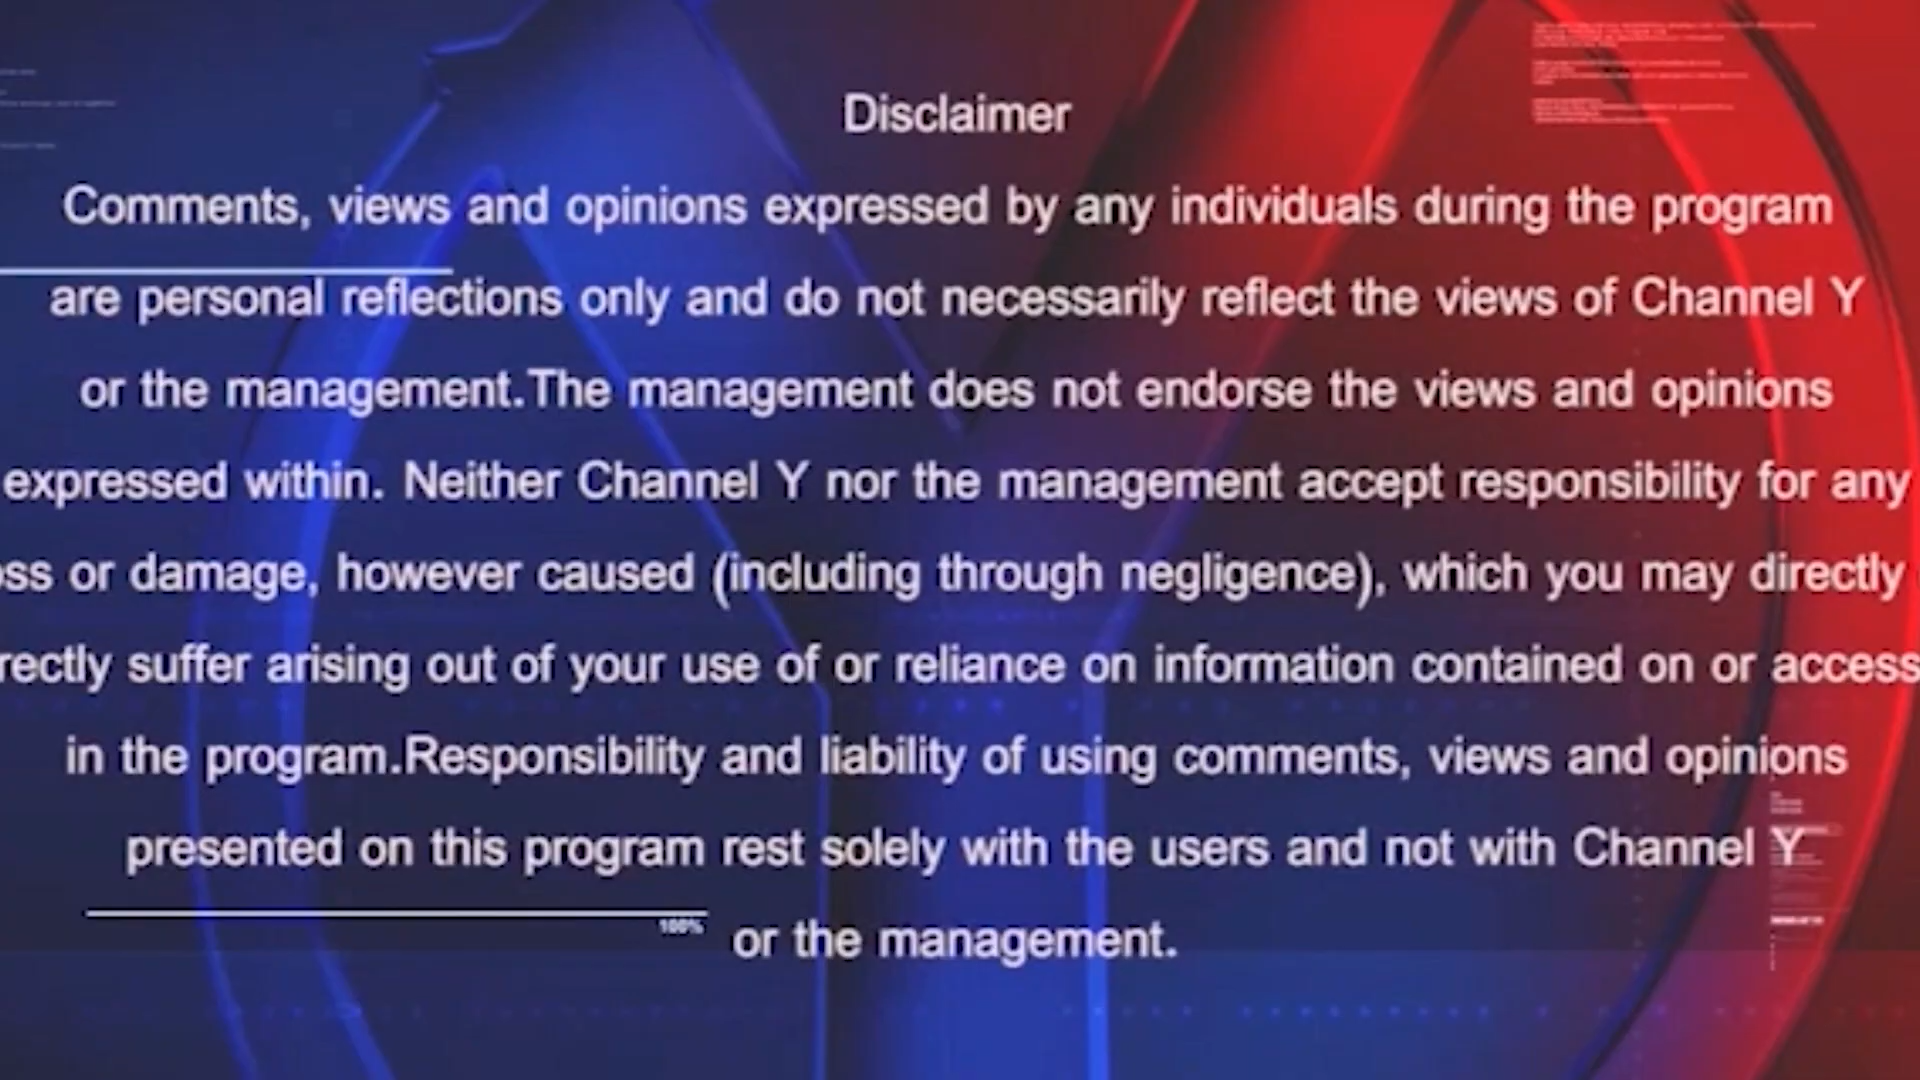 Disclaimer
Comments, views and opinions expressed by any individuals during the program
are personal reflections only and do not necessarily reflect the views of Channel Y
or the management.The management does not endorse the views and opinions
expressed within. Neither Channel Y nor the management accept responsibility for any
oss or damage, however caused (including through negligence), which you may directly
rectly suffer arising out of your use of or reliance on information contained on or access
in the program.Responsibility and liability of using comments, views and opinions
presented on this program rest solely with the users and not with Channel Y
100%
or the management.